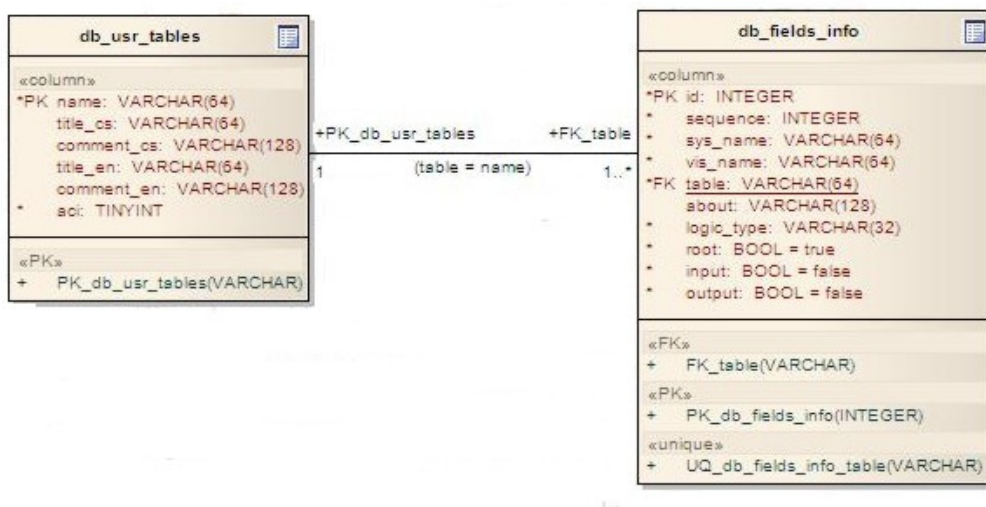 db_usr_tables
«column»
*PK name: VARCHAR(64)
title_cs: VARCHAR(64)
comment_cs: VARCHAR(128)
title_en: VARCHAR(64)
comment_en: VARCHAR(128)
* aci: TINYINT
«PK»
+ PK_db_usr_tables(VARCHAR)
+PK_db_usr_tables
+FK_table
1
(table = name)
1..*
db_fields_info
«column»
*PK id: INTEGER
* sequence: INTEGER
* sys_name: VARCHAR(64)
* vis_name: VARCHAR(64)
*FK table: VARCHAR(64)
about: VARCHAR(128)
* logic_type: VARCHAR(32)
* root: BOOL = true
* input: BOOL = false
* output: BOOL = false
«FK»
+ FK_table(VARCHAR)
«PK»
+ PK_db_fields_info(INTEGER)
«unique»
+ UQ_db_fields_info_table(VARCHAR)